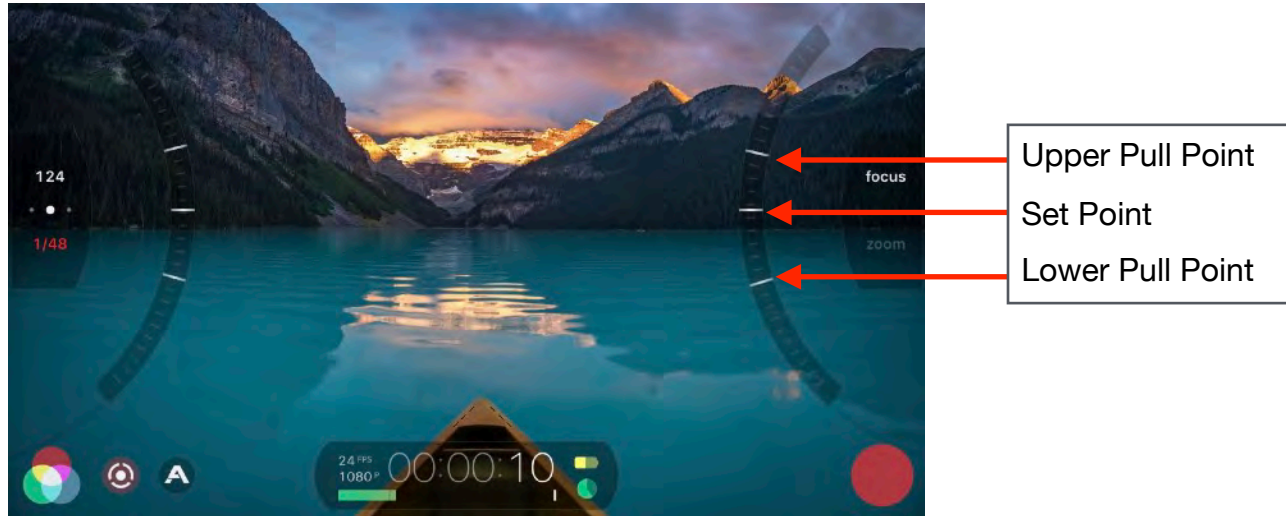 124
1/48
focus
zoom
24 FPS
1080 P
00:00:10
A
Upper Pull Point
Set Point
Lower Pull Point